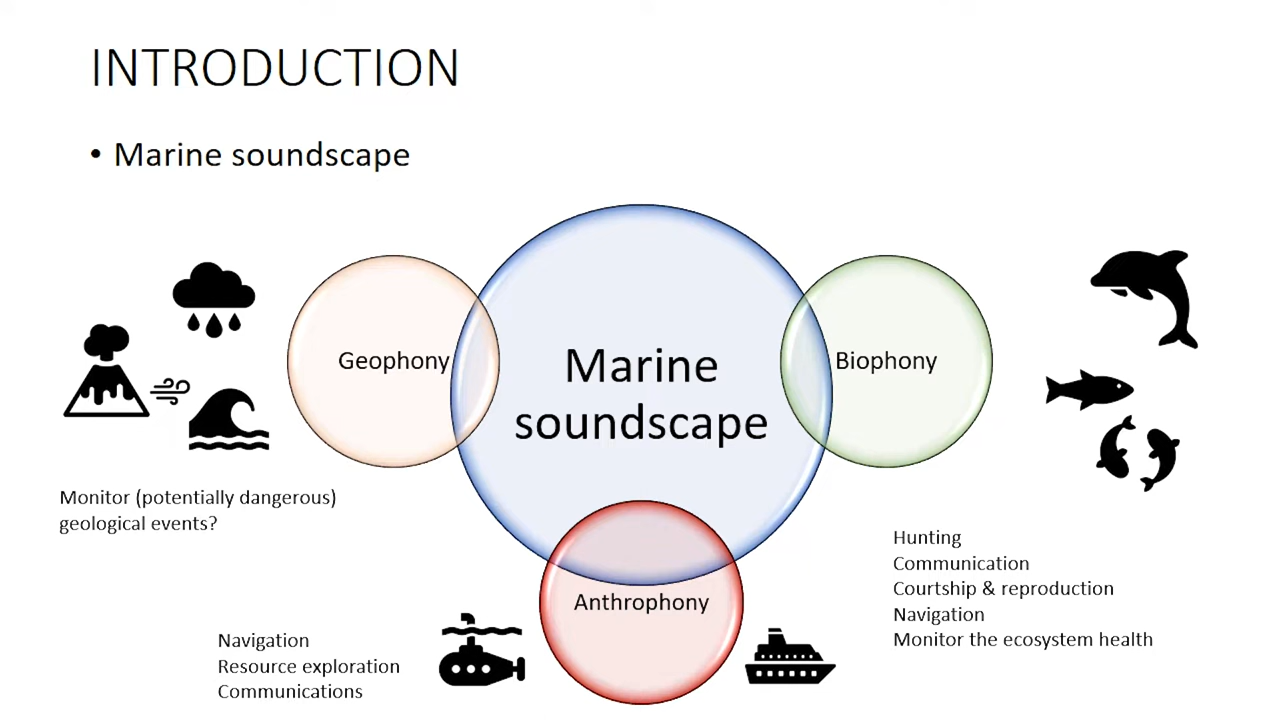 INTRODUCTION
• Marine soundscape
Geophony
Marine
soundscape
Biophony
Monitor (potentially dangerous)
geological events?
Anthrophony
Hunting
Communication
Courtship & reproduction
Navigation
Monitor the ecosystem health
Navigation
Resource exploration
Communications